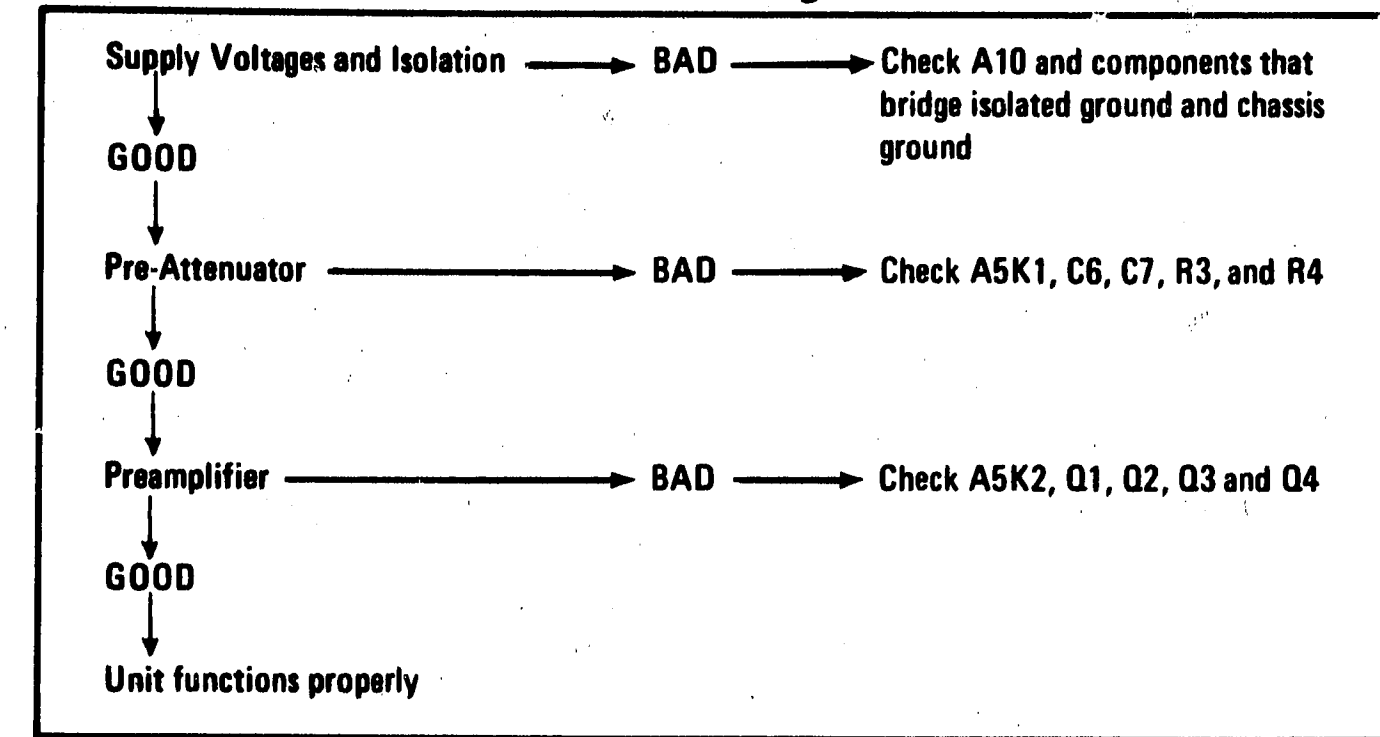 Supply Voltages and Isolation BAD Check A10 and components that
bridge isolated ground and chassis
ground
GOOD
Pre-Attenuator BAD Check A5K1, C6, C7, R3, and R4
GOOD
Preamplifier BAD Check A5K2, Q1, Q2, Q3 and Q4
GOOD
Unit functions properly